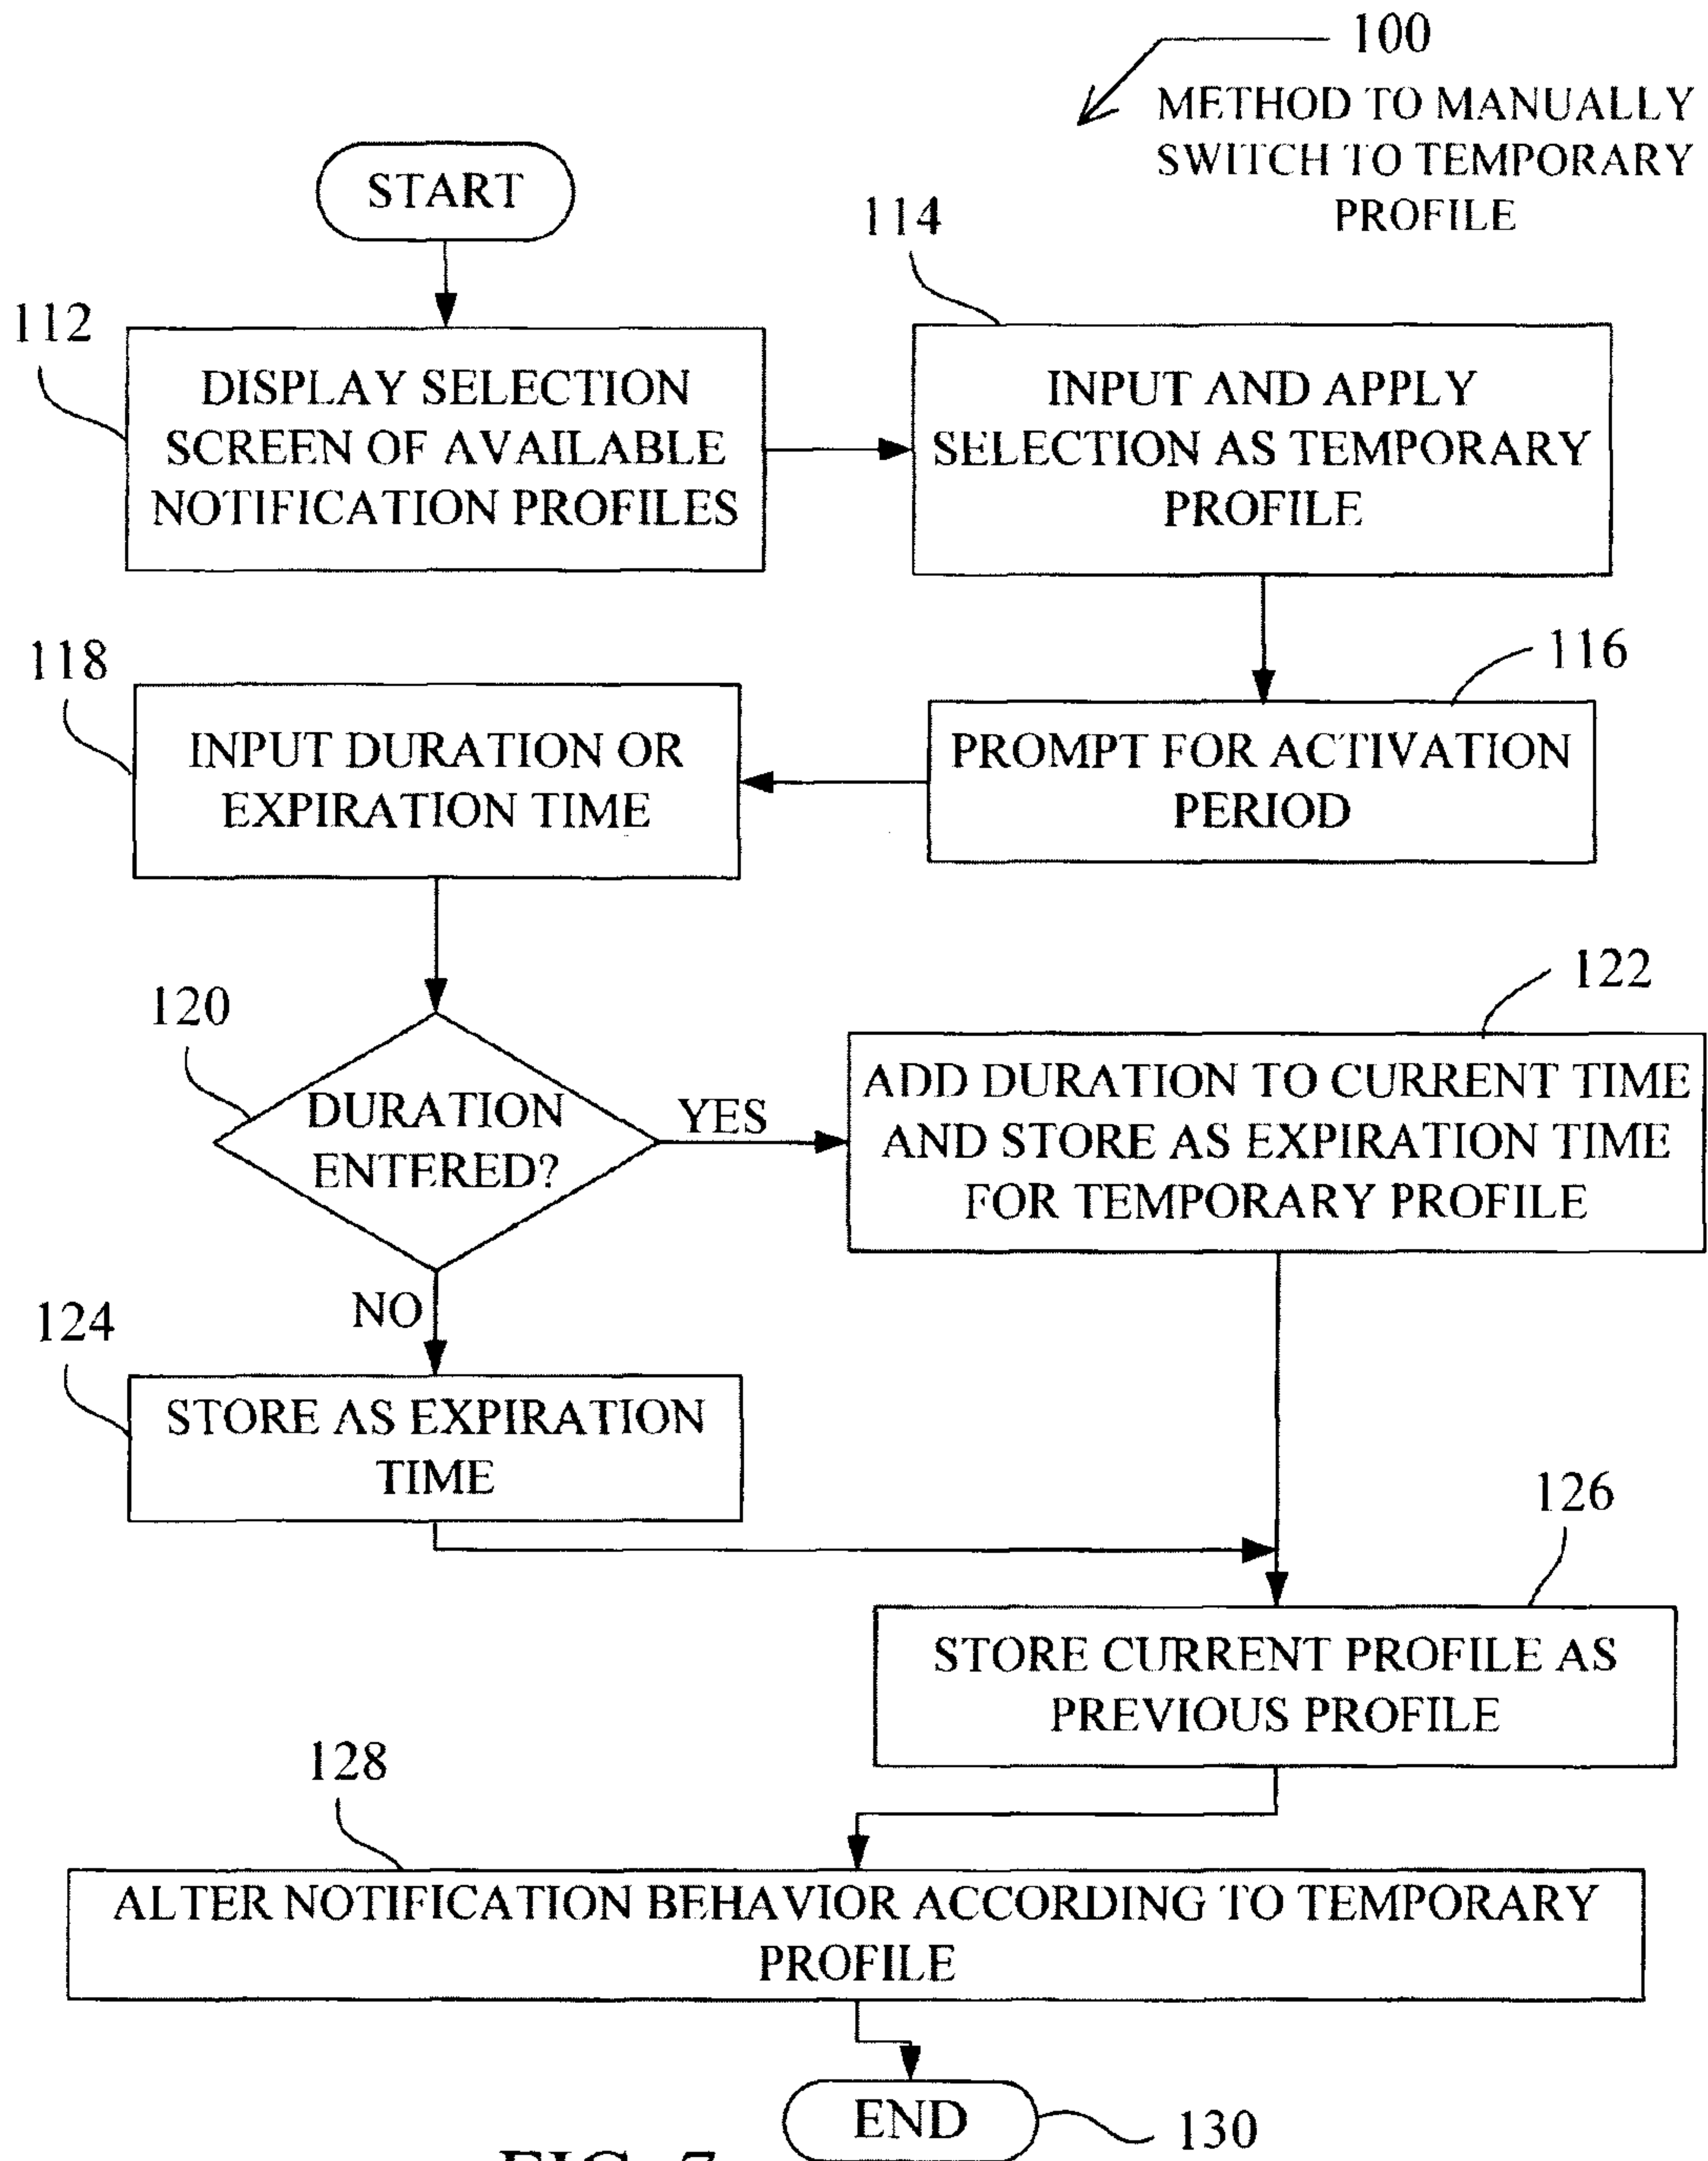 100
METHOD TO MANUALLY
SWITCH TO TEMPORARY
PROFILE
START
112
DISPLAY SELECTION
SCREEN OF AVAILABLE
NOTIFICATION PROFILES
114
INPUT AND APPLY
SELECTION AS TEMPORARY
PROFILE
116
PROMPT FOR ACTIVATION
PERIOD
118
INPUT DURATION OR
EXPIRATION TIME
120
DURATION
ENTERED?
YES
122
ADD DURATION TO CURRENT TIME
AND STORE AS EXPIRATION TIME
FOR TEMPORARY PROFILE
NO
124
STORE AS EXPIRATION
TIME
126
STORE CURRENT PROFILE AS
PREVIOUS PROFILE
128
ALTER NOTIFICATION BEHAVIOR ACCORDING TO TEMPORARY
PROFILE
END
130